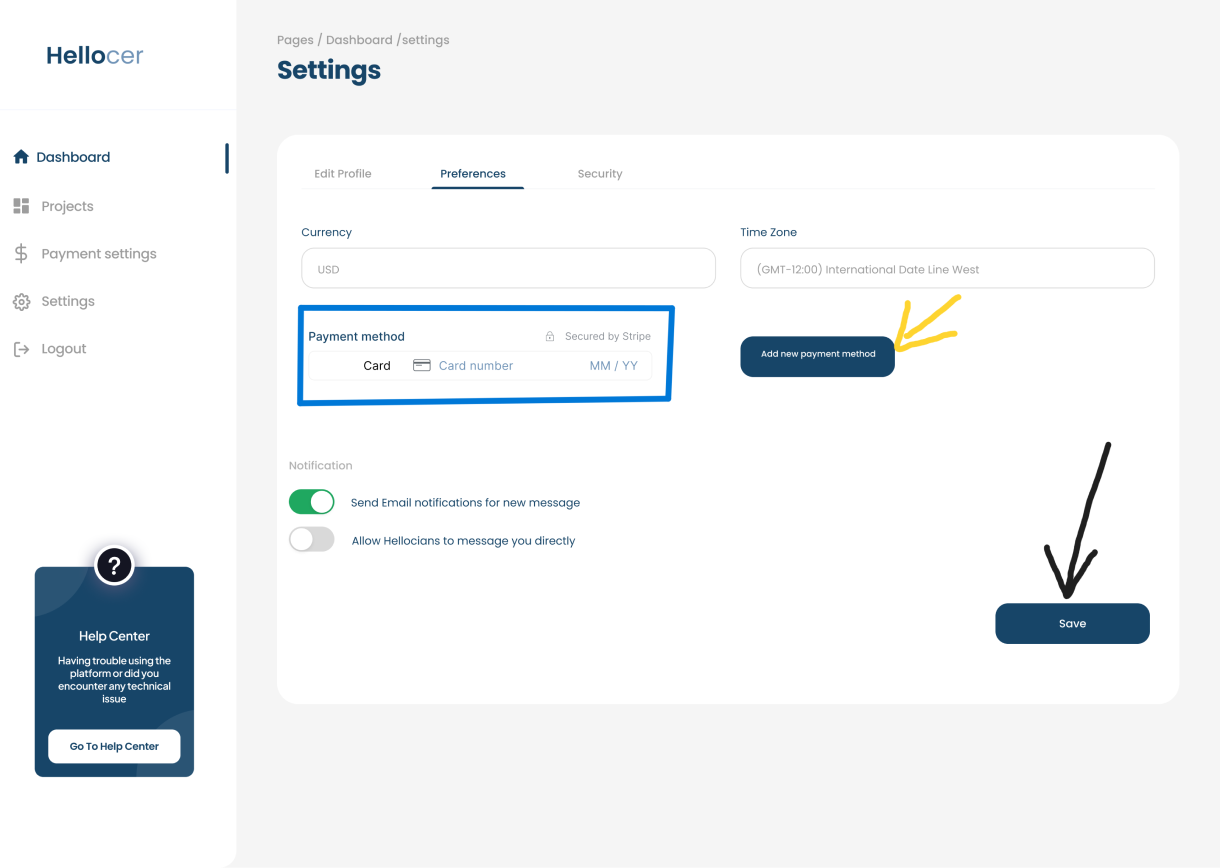 Hellocer
Pages / Dashboard /settings
Settings
Dashboard
Projects
Payment settings
Settings
Logout
Edit Profile
Preferences
Security
Currency
Time Zone
USD
(GMT-12:00) International Date Line West
Payment method
Secured by Stripe
Card
Card number
MM / YY
Add new payment method
Notification
Send Email notifications for new message
Allow Hellocians to message you directly
Save
?
Help Center
Having trouble using the
platform or did you
encounter any technical
issue
Go To Help Center